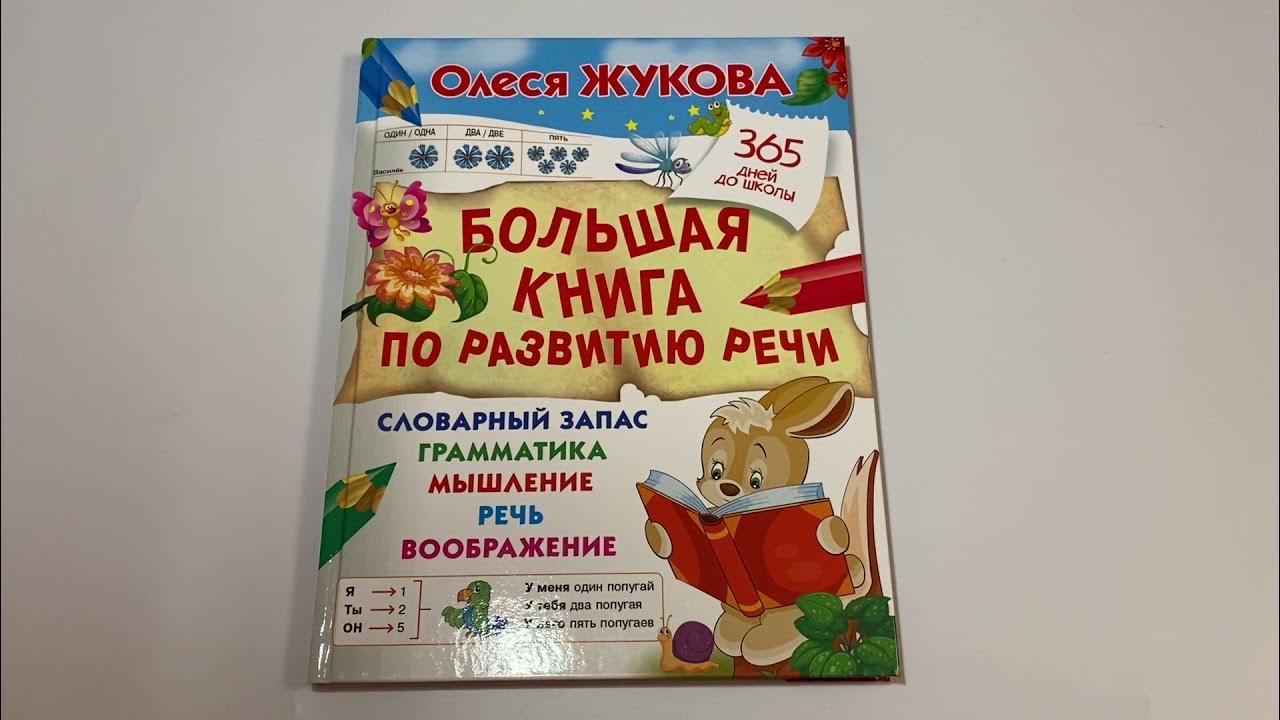 Олеся ЖУКОВА
ОДИН / ОДНА ДВА / ДВЕ ПЯТЬ
Василёк
365
дней
до школы
БОЛЬШАЯ
КНИГА
ПО РАЗВИТИЮ РЕЧИ
СЛОВАРНЫЙ ЗАПАС
ГРАММАТИКА
МЫШЛЕНИЕ
РЕЧЬ
ВООБРАЖЕНИЕ
Я → 1
Ты → 2
ОН → 5
У меня один попугай
У тебя два попугая
У него пять попугаев